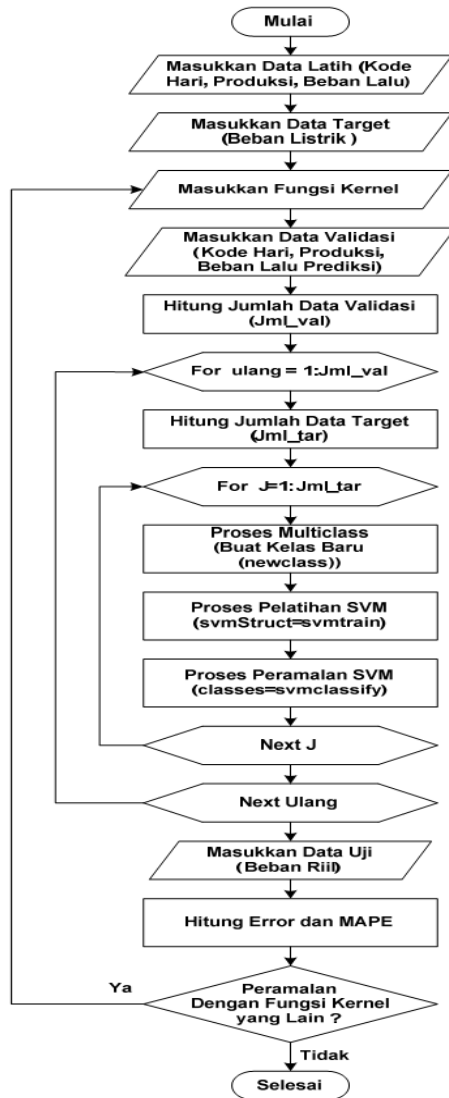 Mulai
Masukkan Data Latih (Kode
Hari, Produksi, Beban Lalu)
Masukkan Data Target
(Beban Listrik )
Masukkan Fungsi Kernel
Masukkan Data Validasi
(Kode Hari, Produksi,
Beban Lalu Prediksi)
Hitung Jumlah Data Validasi
(Jml_val)
For ulang = 1:Jml_val
Hitung Jumlah Data Target
(Jml_tar)
For J=1:Jml_tar
Proses Multiclass
(Buat Kelas Baru
(newclass))
Proses Pelatihan SVM
(svmStruct=svmtrain)
Proses Peramalan SVM
(classes=svmclassify)
Next J
Next Ulang
Masukkan Data Uji
(Beban Riil)
Hitung Error dan MAPE
Ya
Peramalan
Dengan Fungsi Kernel
yang Lain ?
Tidak
Selesai